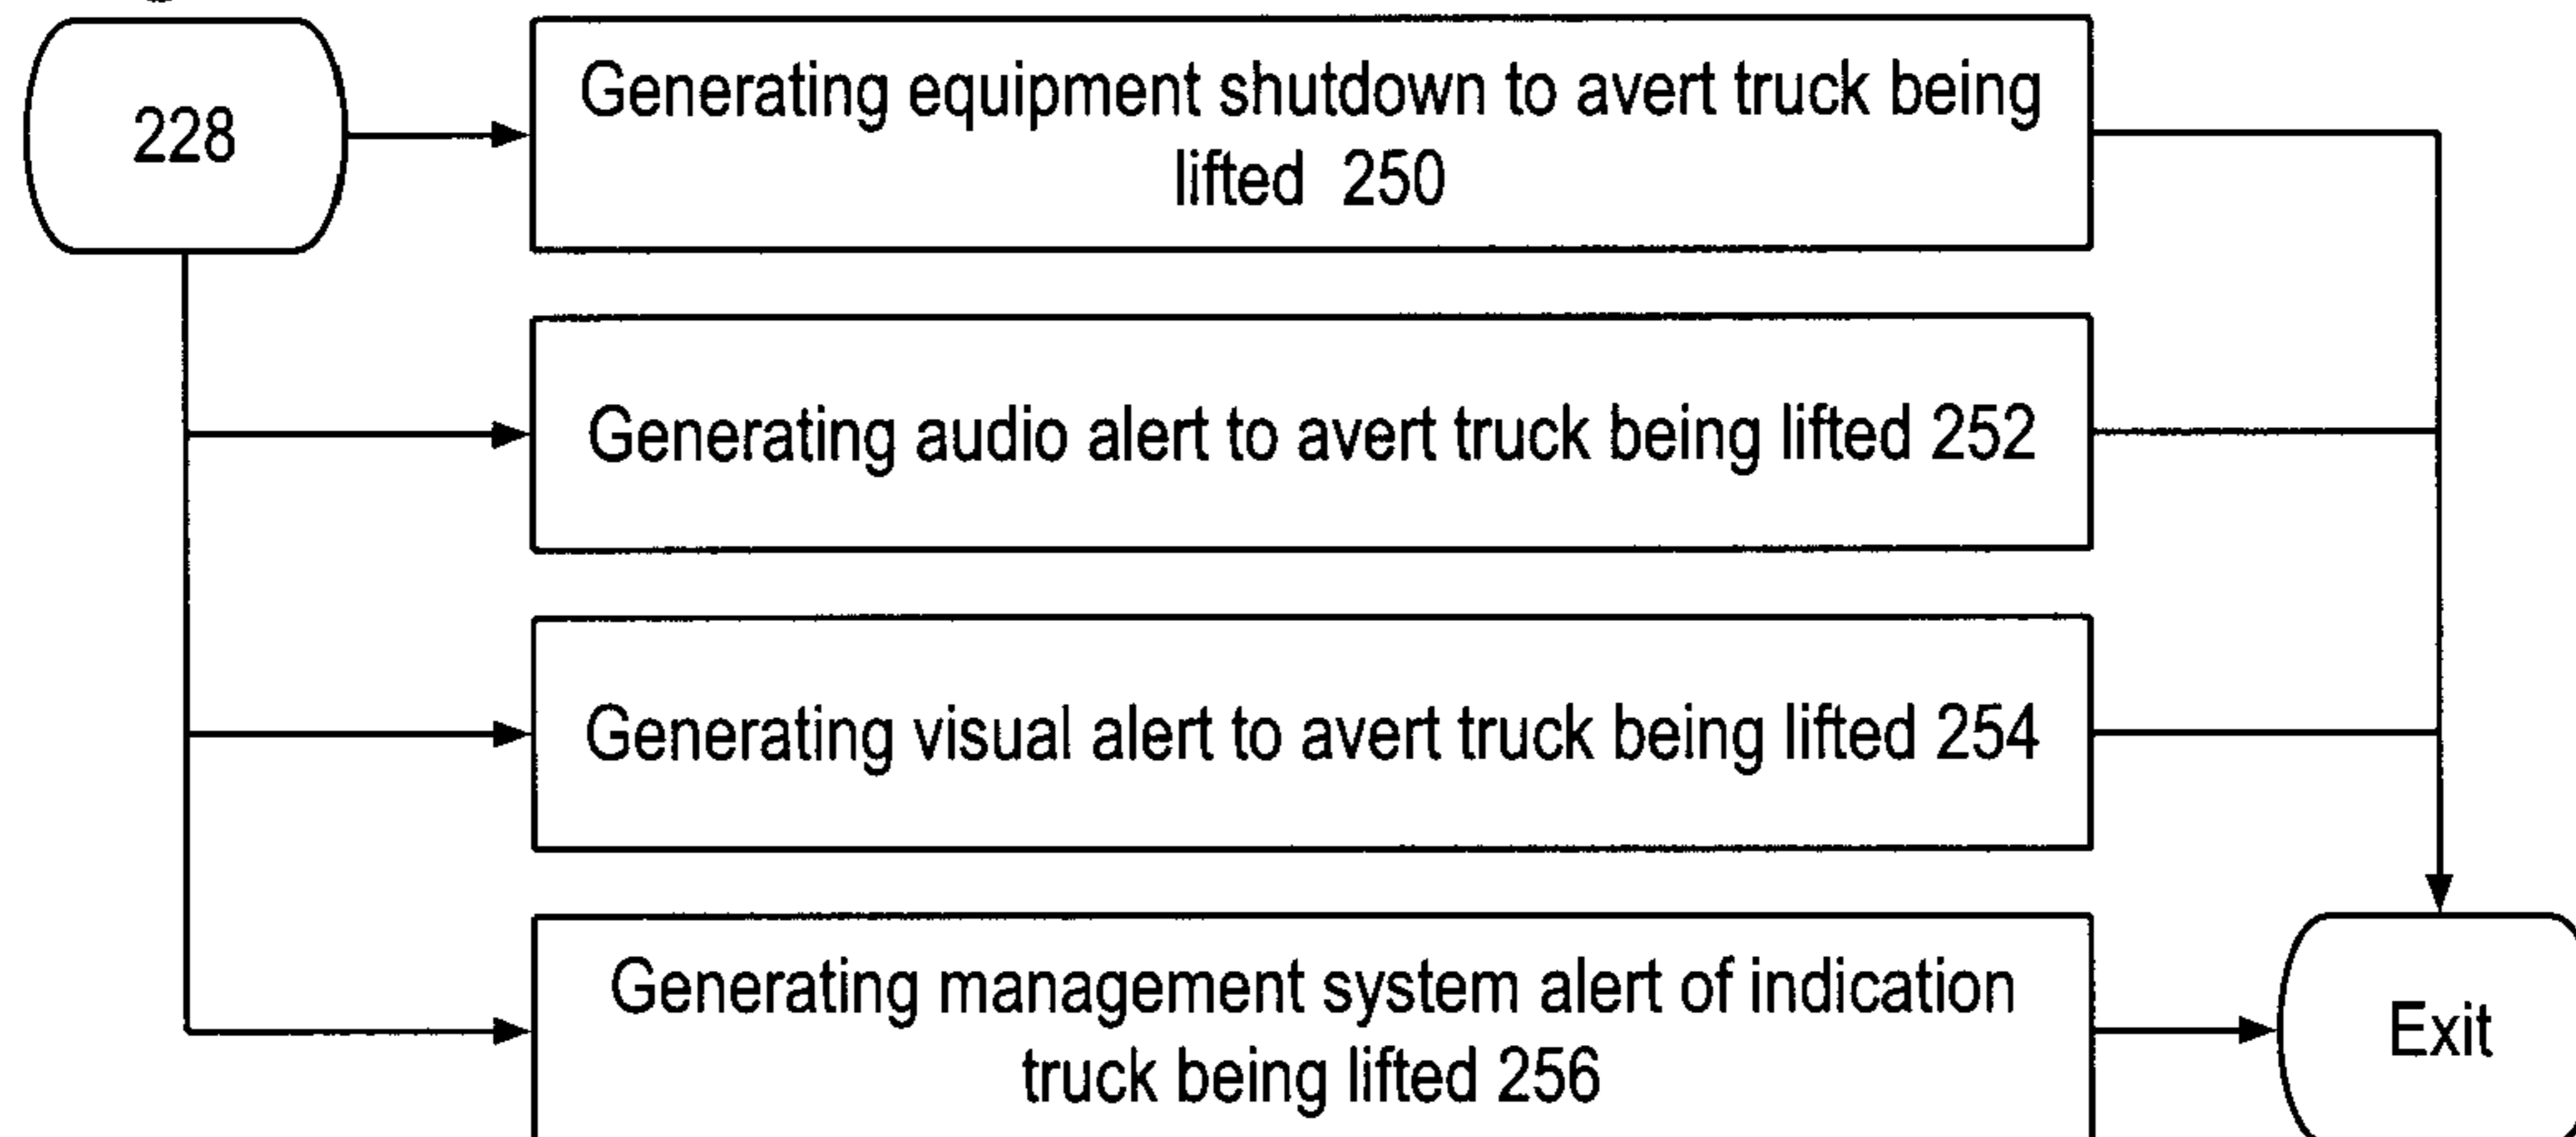 228
Generating equipment shutdown to avert truck being
lifted 250
Generating audio alert to avert truck being lifted 252
Generating visual alert to avert truck being lifted 254
Generating management system alert of indication
truck being lifted 256
Exit